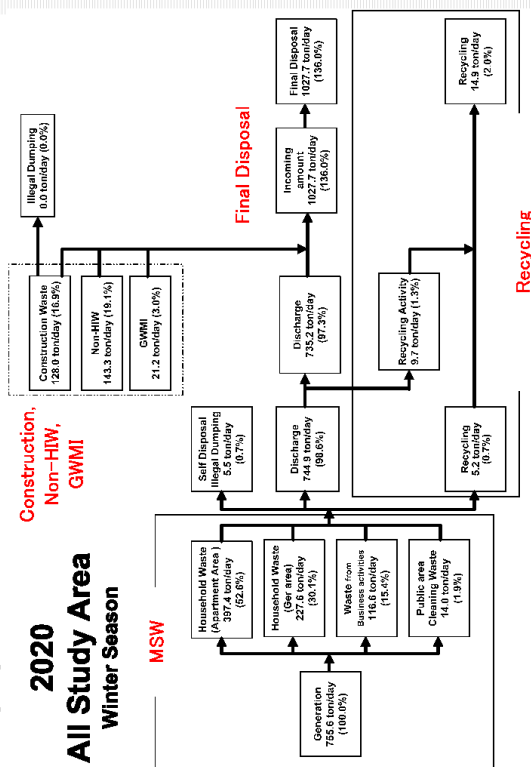 2020
All Study Area
Winter Season
Construction,
Non-HIW,
GWMI
Construction Waste
128.0 ton/day (16.9%)
Non-HIW
143.3 ton/day (19.1%)
GWMI
21.2 ton/day (3.0%)
Illegal Dumping
0.0 ton/day (0.0%)
MSW
Generation
755.6 ton/day
(100.0%)
Household Waste
(Apartment Area )
397.4 ton/day
(52.6%)
Household Waste
(Ger area)
227.6 ton/day
(30.1%)
Waste from
Business activities
116.6 ton/day
(15.4%)
Public area
Cleaning Waste
14.0 ton/day
(1.9%)
Self Disposal
Illegal Dumping
5.5 ton/day
(0.7%)
Discharge
744.9 ton/day
(98.6%)
Recycling
5.2 ton/day
(0.7%)
Discharge
735.2 ton/day
(97.3%)
Recycling Activity
9.7 ton/day (1.3%)
Final Disposal
Incoming
amount
1027.7 ton/day
(136.0%)
Final Disposal
1027.7 ton/day
(136.0%)
Recycling
14.9 ton/day
(2.0%)
Recycling